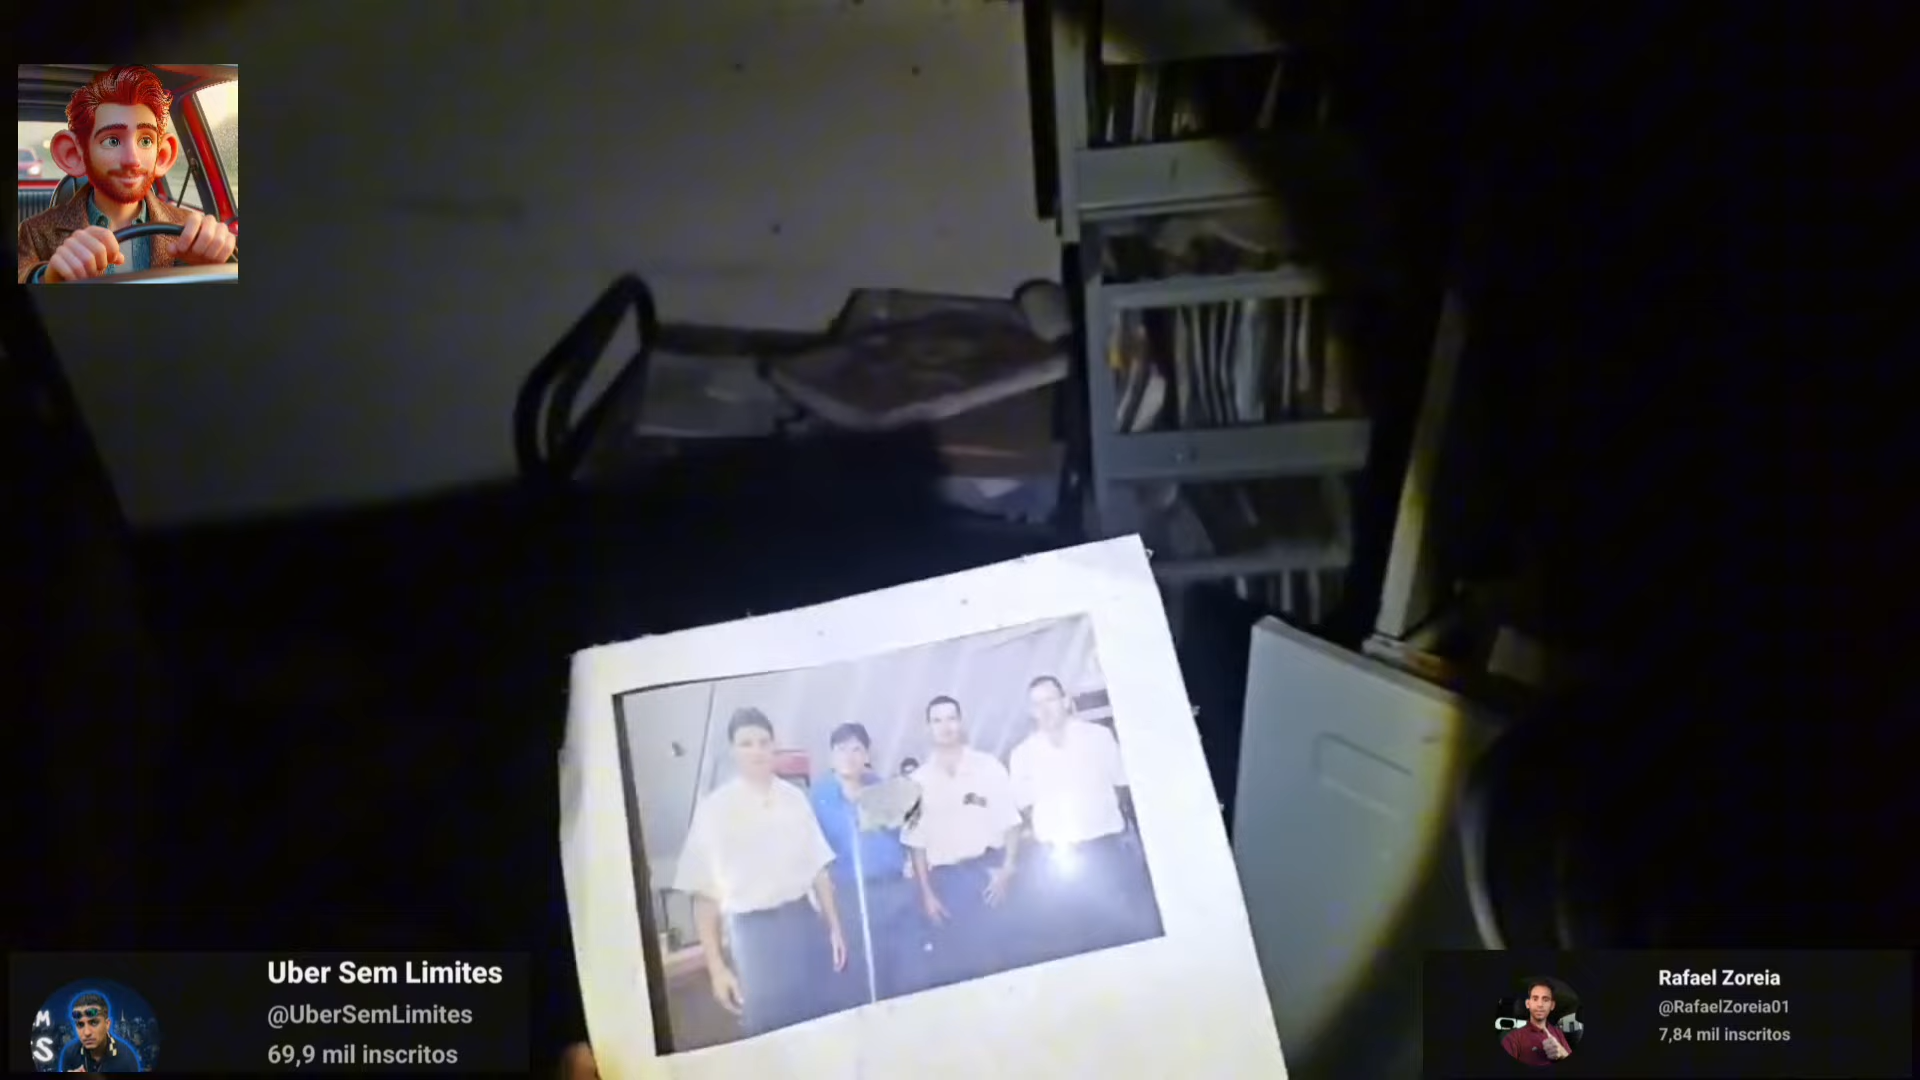 Uber Sem Limites
@UberSemLimites
69,9 mil inscritos
M
S
Rafael Zoreia
@RafaelZoreia01
7,84 mil inscritos